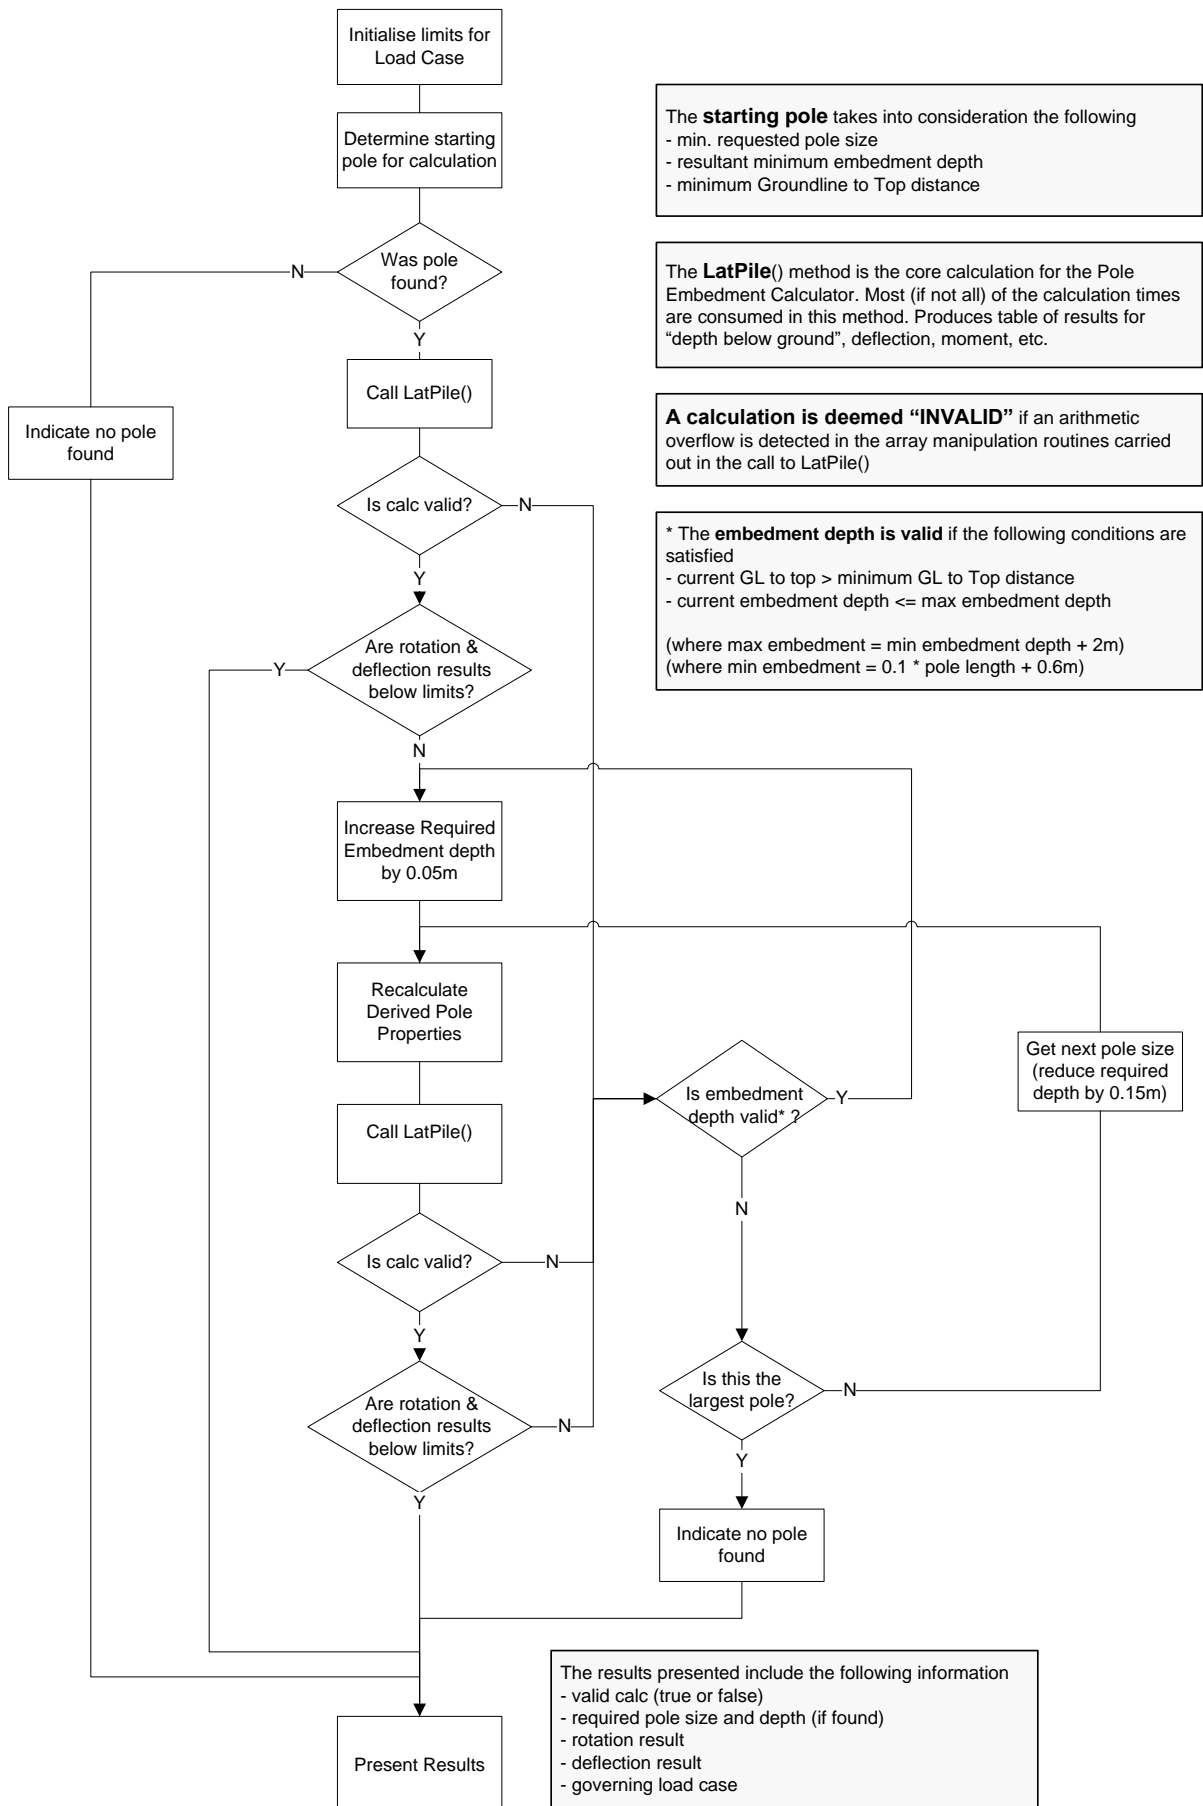 Initialise limits for
Load Case
Determine starting
pole for calculation
Was pole
found?
N
Y
Indicate no pole
found
Call LatPile()
Is calc valid?
N
Y
Are rotation &
deflection results
below limits?
Y
N
Increase Required
Embedment depth
by 0.05m
Recalculate
Derived Pole
Properties
Call LatPile()
Is calc valid?
N
Y
Are rotation &
deflection results
below limits?
N
Y
Is embedment
depth valid* ?
Y
N
Get next pole size
(reduce required
depth by 0.15m)
Is this the
largest pole?
N
Y
Indicate no pole
found
Present Results
The starting pole takes into consideration the following
- min. requested pole size
- resultant minimum embedment depth
- minimum Groundline to Top distance
The LatPile() method is the core calculation for the Pole
Embedment Calculator. Most (if not all) of the calculation times
are consumed in this method. Produces table of results for
“depth below ground”, deflection, moment, etc.
A calculation is deemed “INVALID” if an arithmetic
overflow is detected in the array manipulation routines carried
out in the call to LatPile()
* The embedment depth is valid if the following conditions are
satisfied
- current GL to top > minimum GL to Top distance
- current embedment depth <= max embedment depth
(where max embedment = min embedment depth + 2m)
(where min embedment = 0.1 * pole length + 0.6m)
The results presented include the following information
- valid calc (true or false)
- required pole size and depth (if found)
- rotation result
- deflection result
- governing load case